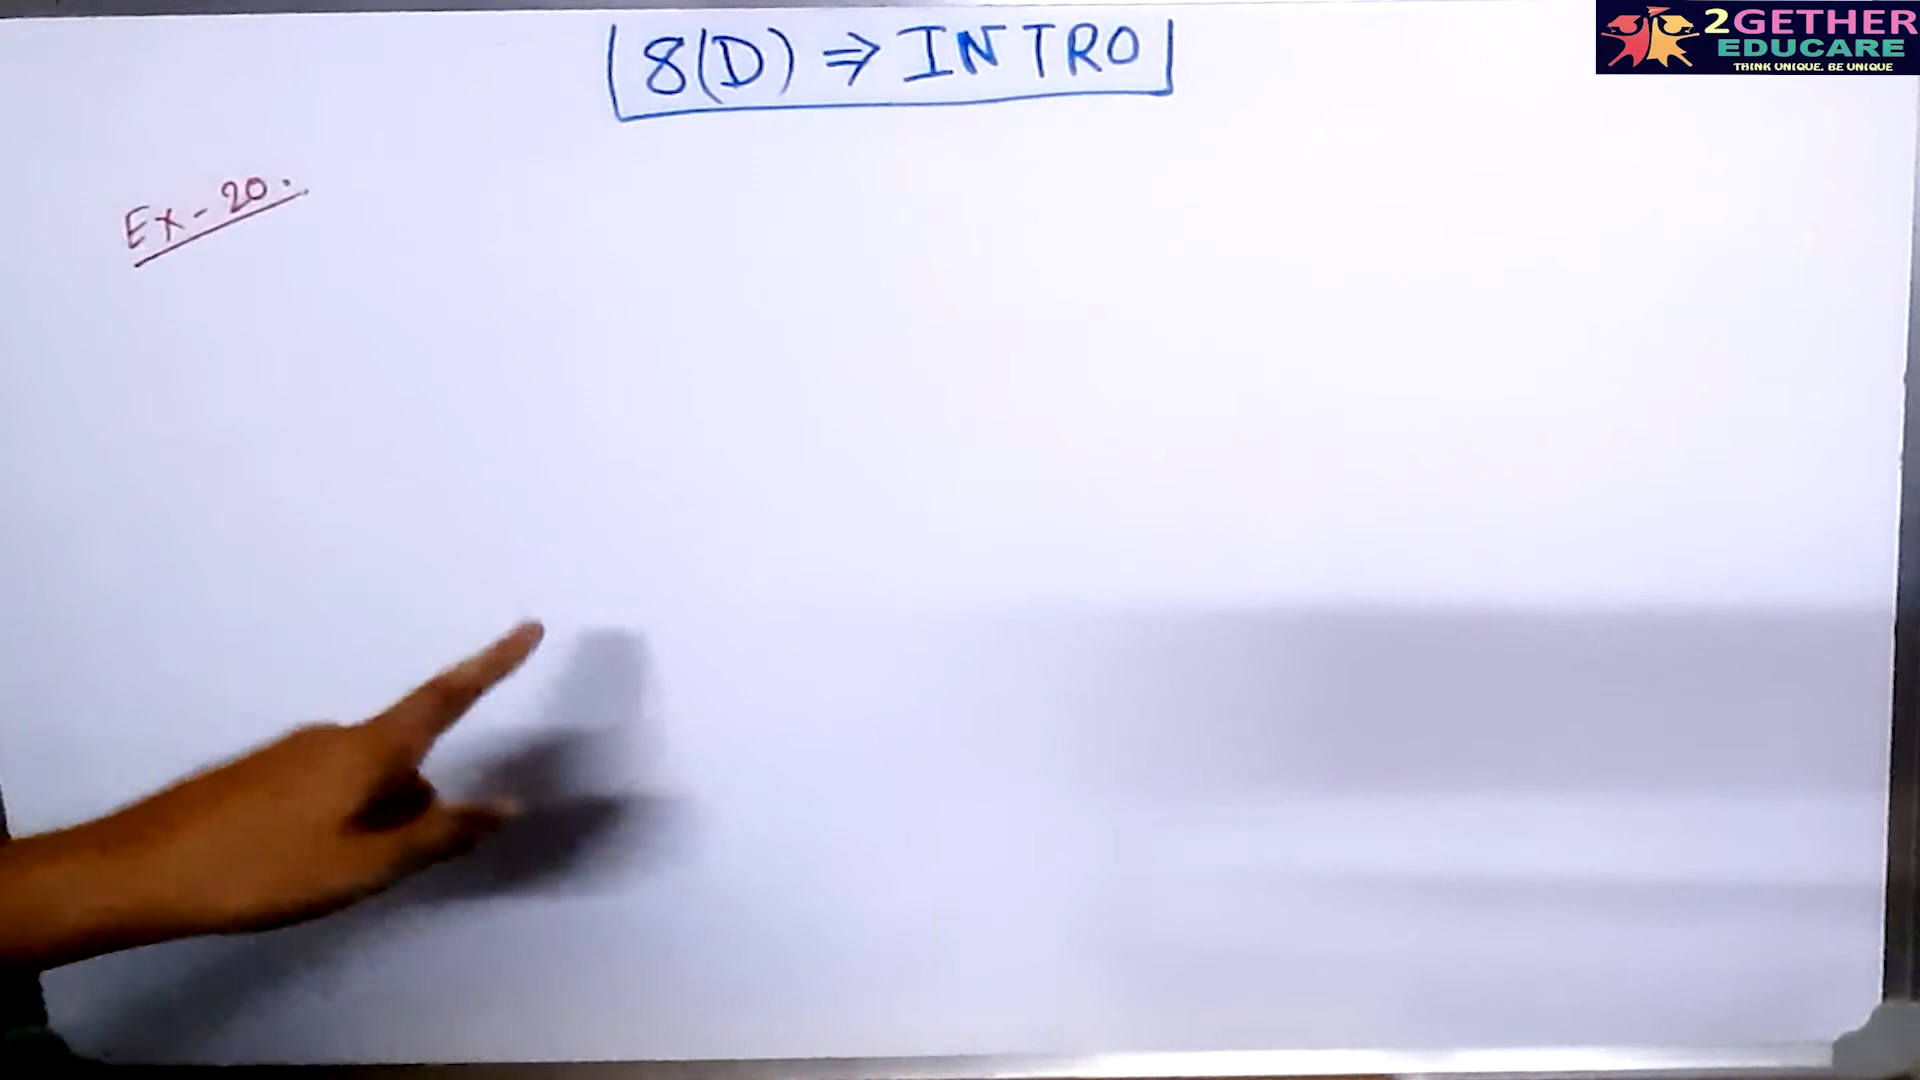 8(D) ⇒ INTRO
2GETHER
EDUCARE
THINK UNIQUE. BE UNIQUE
Ex - 20.